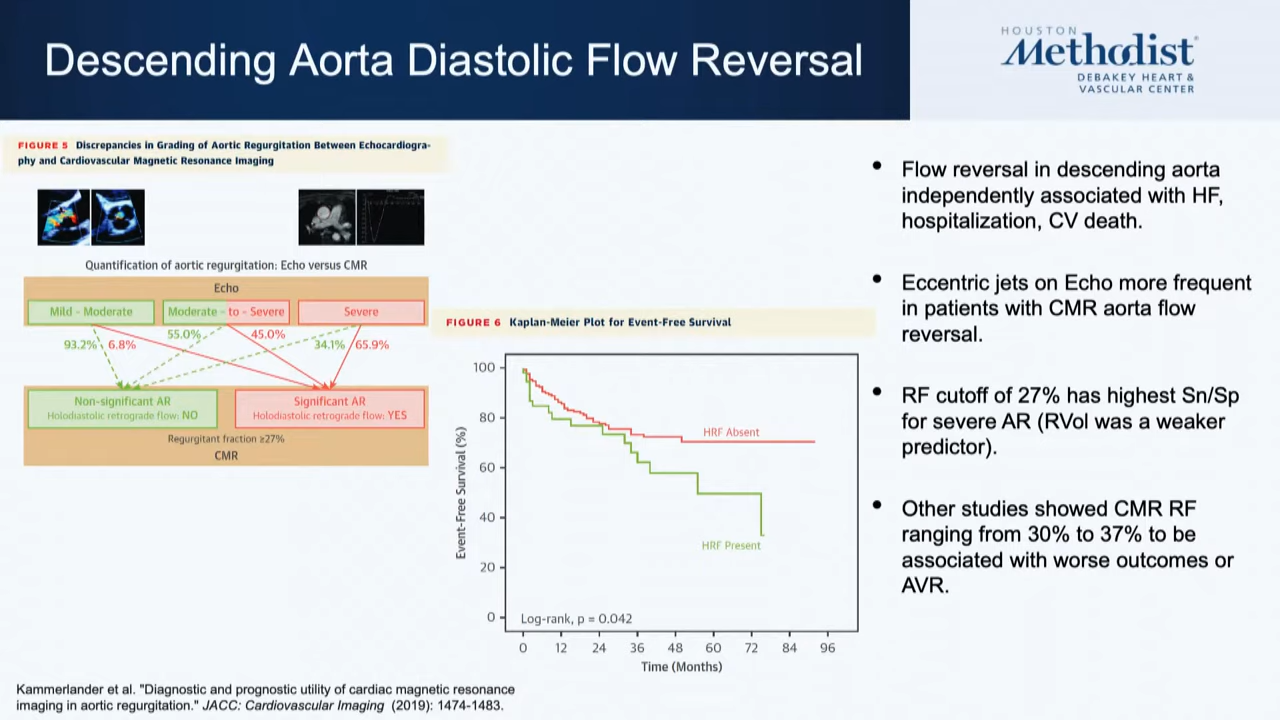 Descending Aorta Diastolic Flow Reversal
HOUSTON
Methodist
DEBAKEY HEART &
VASCULAR CENTER
FIGURE 5 Discrepancies in Grading of Aortic Regurgitation Between Echocardiogra-
phy and Cardiovascular Magnetic Resonance Imaging
Quantification of aortic regurgitation: Echo versus CMR
Echo
Mild - Moderate
Moderate - to - Severe
Severe
93.2% 6.8% 55.0% 45.0% 34.1% 65.9%
Non-significant AR
Holodiastolic retrograde flow: NO
Significant AR
Holodiastolic retrograde flow: YES
Regurgitant fraction ≥27%
CMR
FIGURE 6 Kaplan-Meier Plot for Event-Free Survival
Event-Free Survival (%)
100
80
60
40
20
0
HRF Absent
HRF Present
Log-rank, p = 0.042
0 12 24 36 48 60 72 84 96
Time (Months)
• Flow reversal in descending aorta
independently associated with HF,
hospitalization, CV death.
• Eccentric jets on Echo more frequent
in patients with CMR aorta flow
reversal.
• RF cutoff of 27% has highest Sn/Sp
for severe AR (RVol was a weaker
predictor).
• Other studies showed CMR RF
ranging from 30% to 37% to be
associated with worse outcomes or
AVR.
Kammerlander et al. "Diagnostic and prognostic utility of cardiac magnetic resonance
imaging in aortic regurgitation." JACC: Cardiovascular Imaging (2019): 1474-1483.